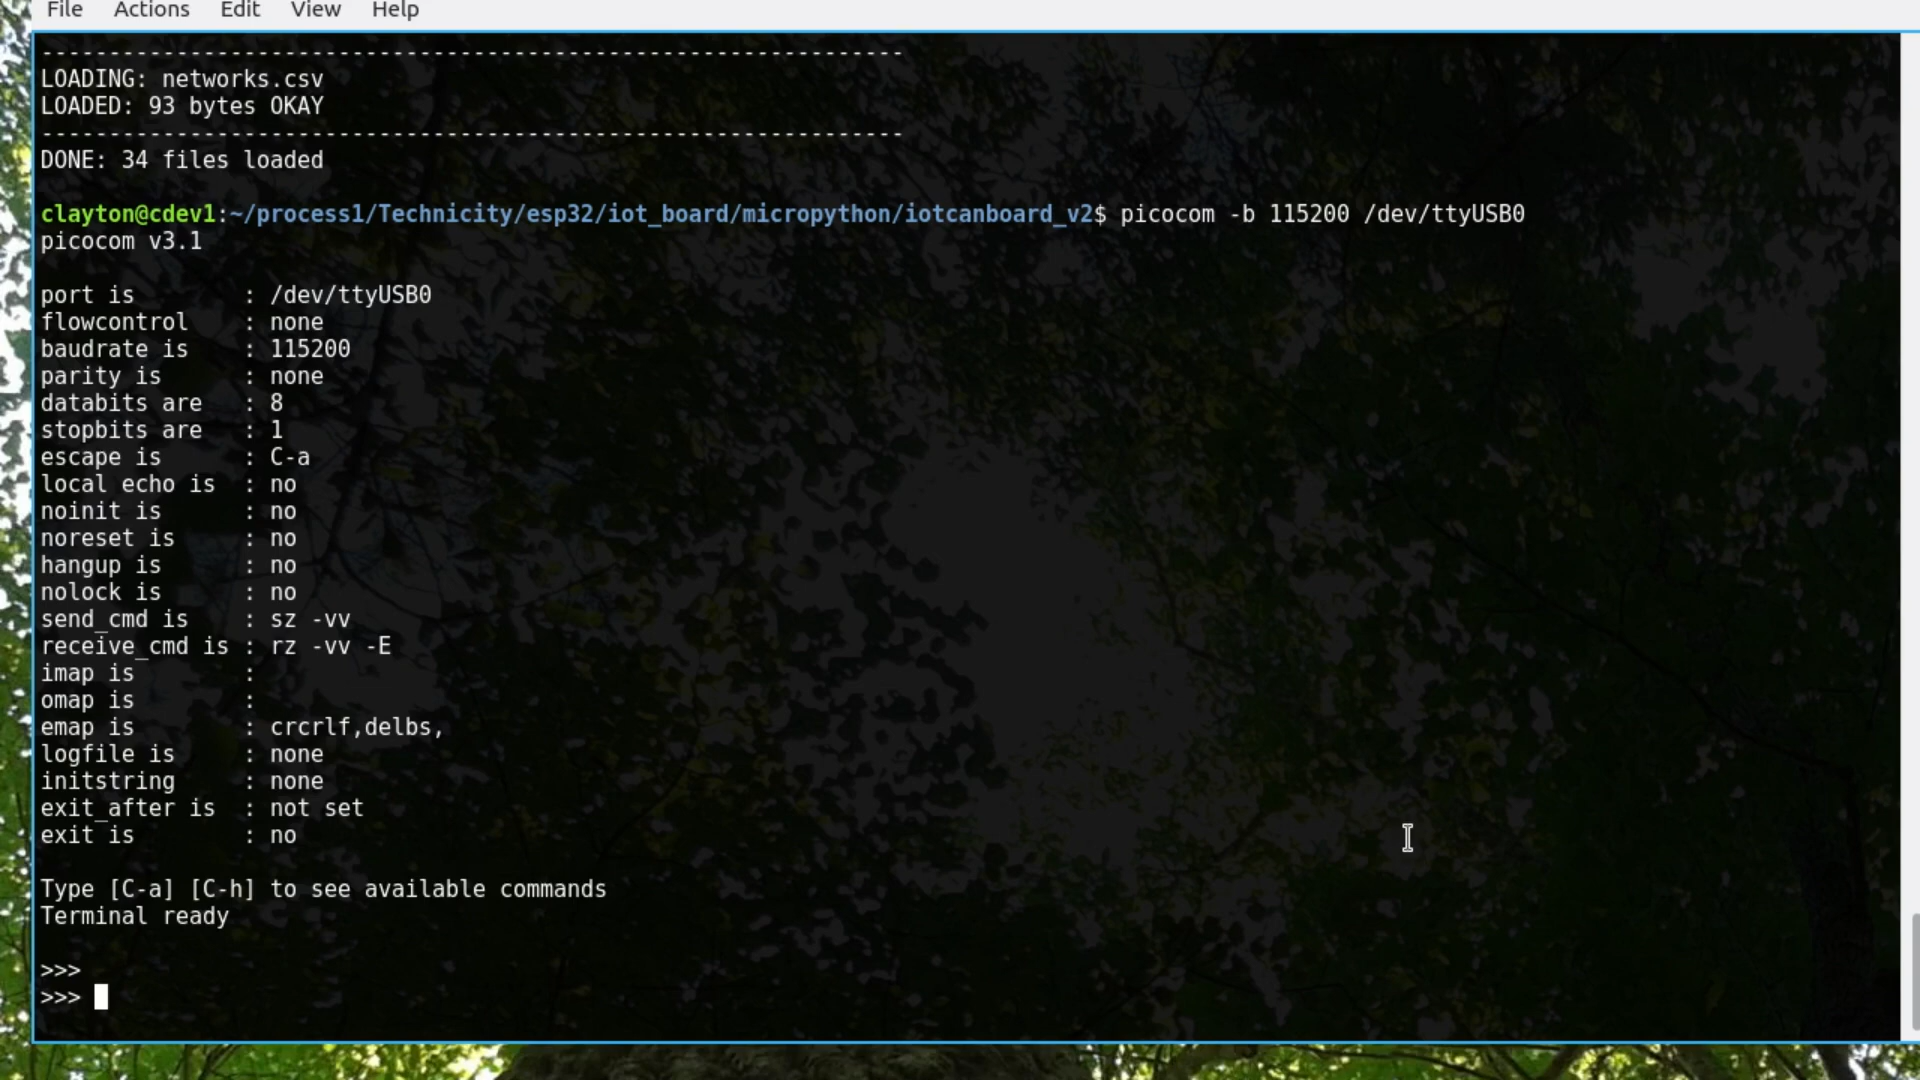 File Actions Edit View Help
----------------------------------------------------------------
LOADING: networks.csv
LOADED: 93 bytes OKAY
----------------------------------------------------------------
DONE: 34 files loaded
clayton@cdev1:~/process1/Technicity/esp32/iot_board/micropython/iotcanboard_v2$ picocom -b 115200 /dev/ttyUSB0
picocom v3.1
port is        : /dev/ttyUSB0
flowcontrol    : none
baudrate is    : 115200
parity is      : none
databits are   : 8
stopbits are   : 1
escape is      : C-a
local echo is  : no
noinit is      : no
noreset is     : no
hangup is      : no
nolock is      : no
send_cmd is    : sz -vv
receive_cmd is : rz -vv -E
imap is        :
omap is        :
emap is        : crcrlf,delbs,
logfile is     : none
initstring     : none
exit_after is  : not set
exit is        : no
Type [C-a] [C-h] to see available commands
Terminal ready
>>>
>>>